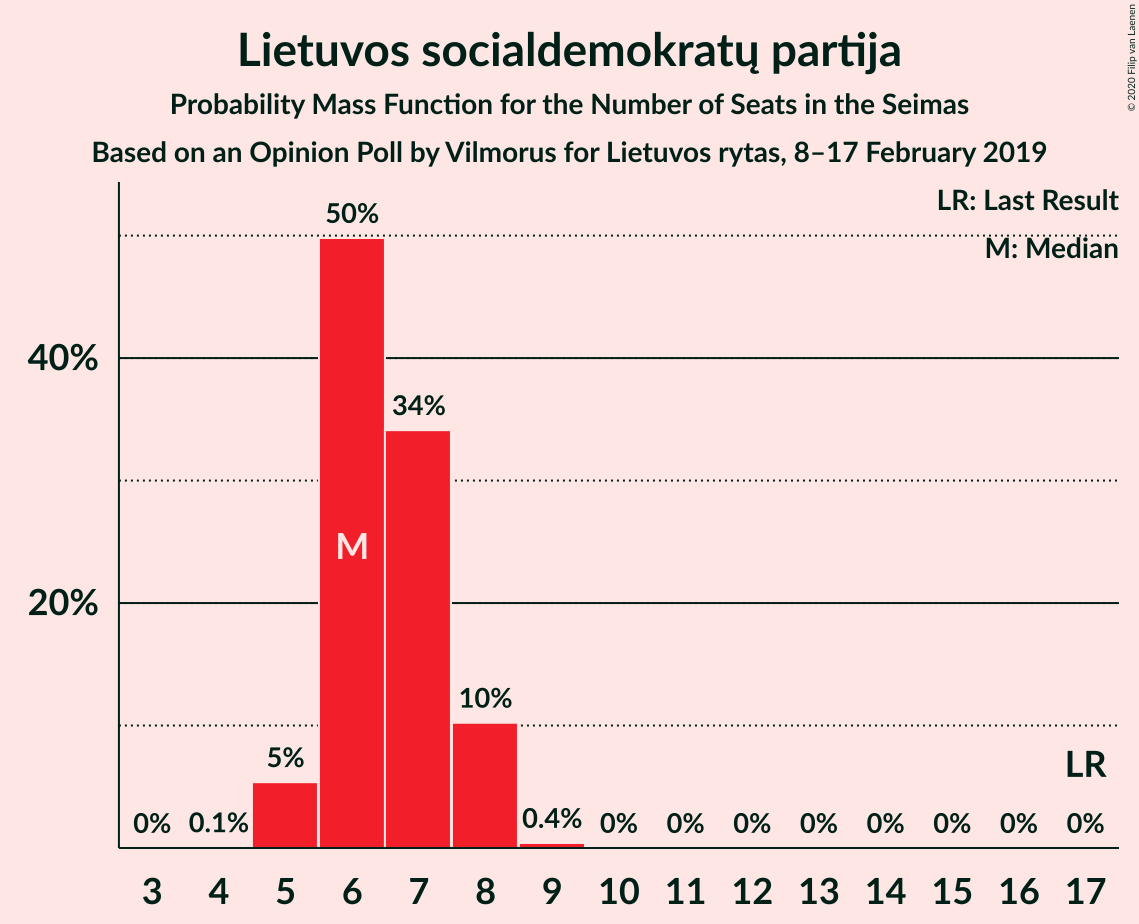 Lietuvos socialdemokratų partija
Probability Mass Function for the Number of Seats in the Seimas
Based on an Opinion Poll by Vilmorus for Lietuvos rytas, 8–17 February 2019
© 2020 Filip van Laenen
LR: Last Result
M: Median
40%
20%
0%
0.1%
5%
50%
34%
10%
0.4%
0%
0%
0%
0%
0%
0%
0%
0%
M
LR
3 4 5 6 7 8 9 10 11 12 13 14 15 16 17